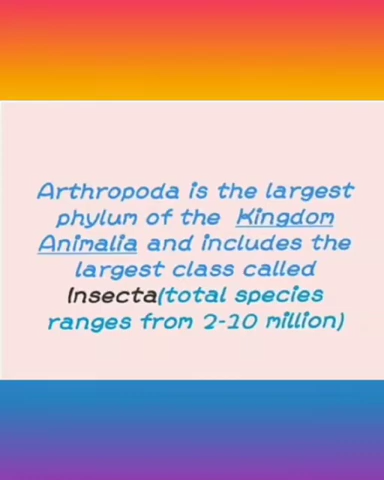 Arthropoda is the largest
phylum of the Kingdom
Animalia and includes the
largest class called
Insecta(total species
ranges from 2-10 million)